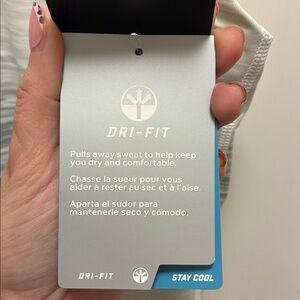 DRI-FIT
Pulls away sweat to help keep
you dry and comfortable.
Chasse la sueur pour vous
aider à rester au sec et à l'aise.
Aparta el sudor para
mantenerle seco y cómodo.
DRI-FIT
STAY COOL